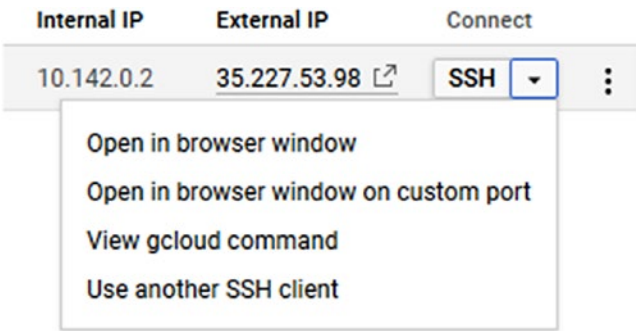 Internal IP External IP Connect
10.142.0.2 35.227.53.98 SSH
Open in browser window
Open in browser window on custom port
View gcloud command
Use another SSH client